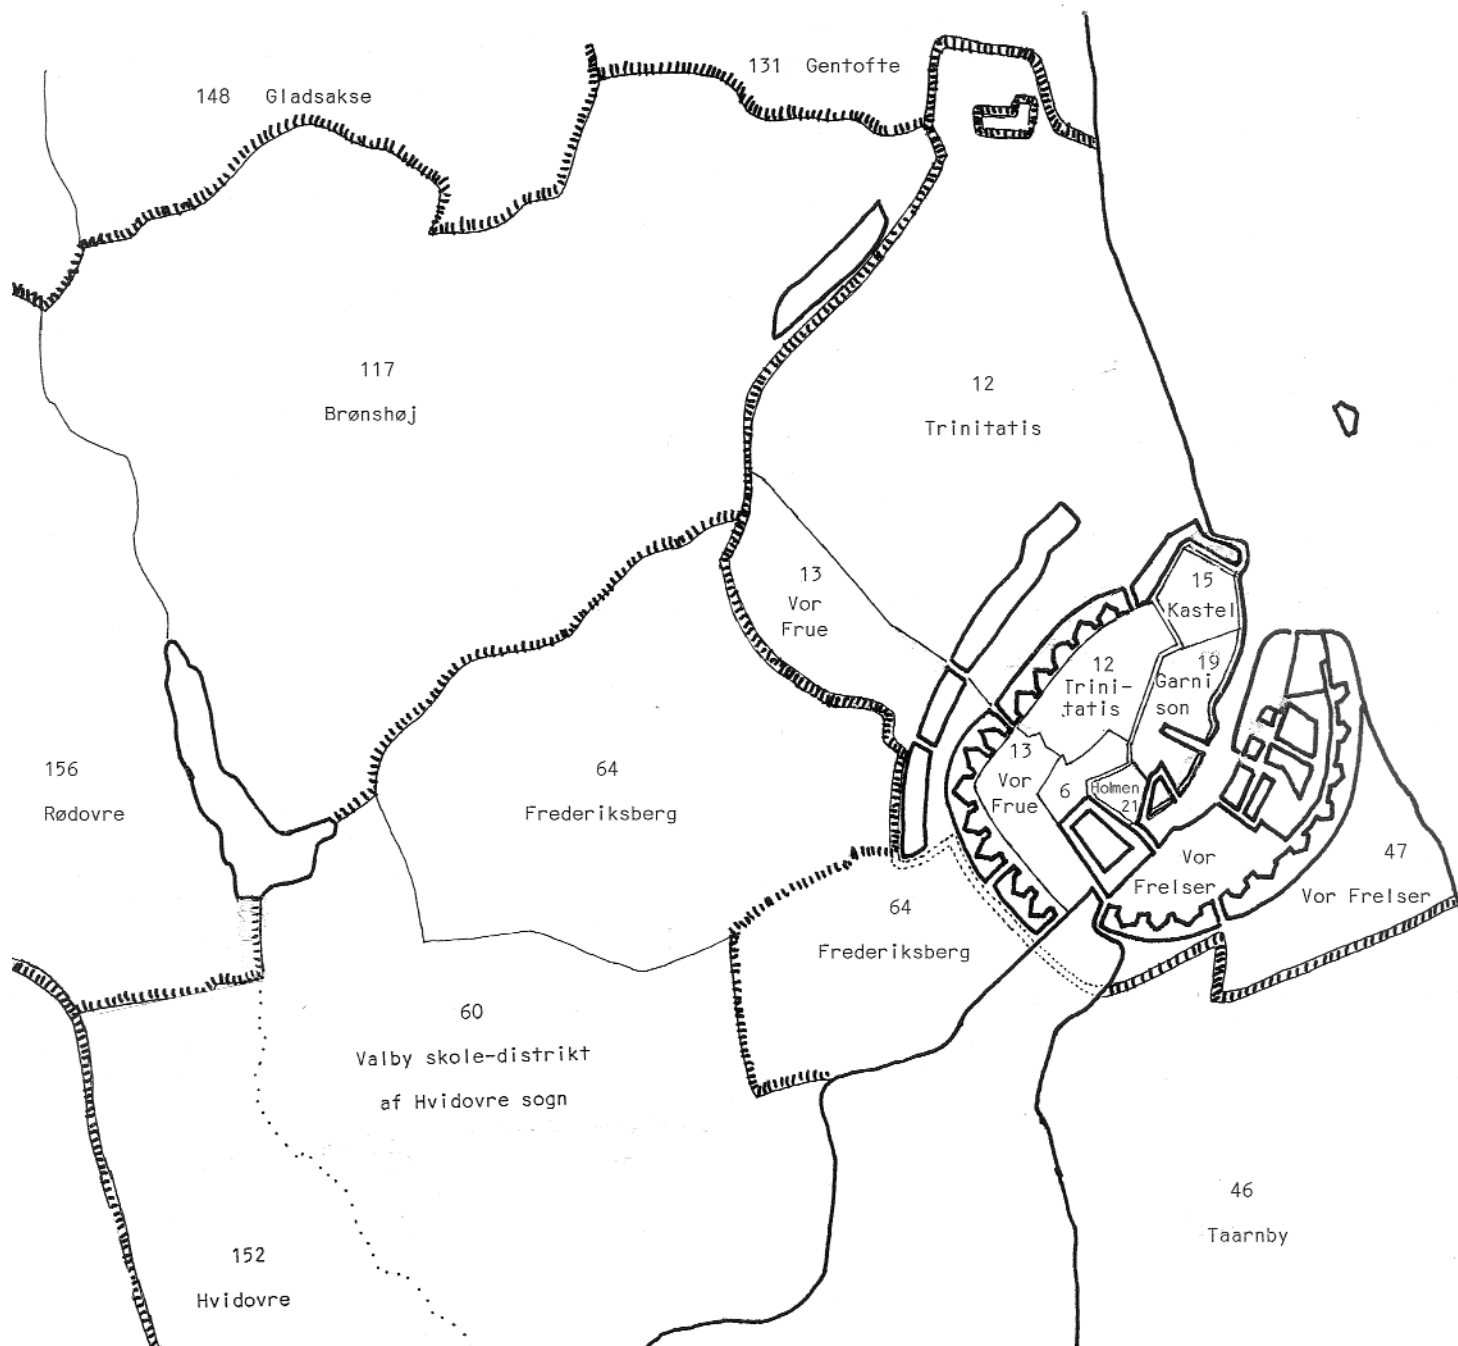 131 Gentofte
148 Gladsakse
117
Brønshøj
12
Trinitatis
13
Vor
Frue
15
Kastel
12
Trini-
tatis
19
Garni
son
13
Vor
Frue
6
Holmen
21
156
Rødovre
64
Frederiksberg
Vor
Frelser
47
Vor Frelser
64
Frederiksberg
60
Valby skole-distrikt
af Hvidovre sogn
46
Taarnby
152
Hvidovre